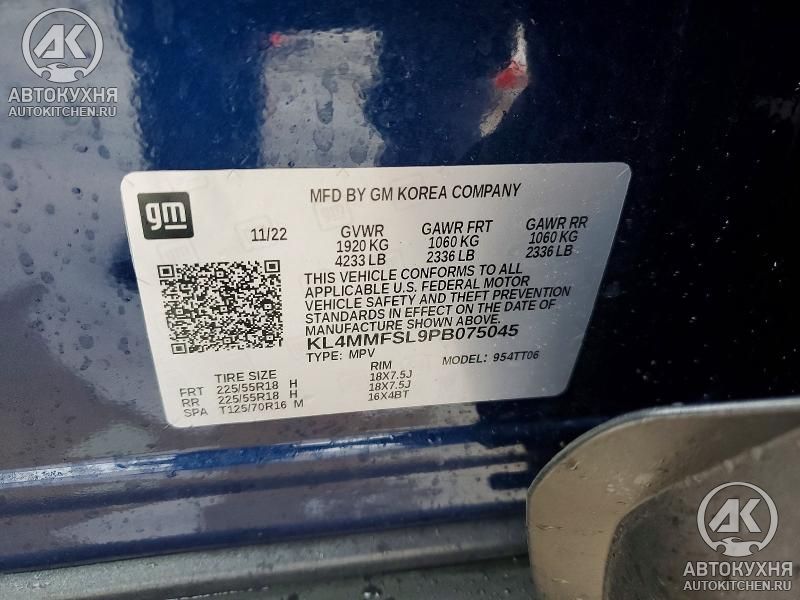 АВТОКУХНЯ
AUTOKITCHEN.RU
gm
MFD BY GM KOREA COMPANY
11/22 GVWR GAWR FRT GAWR RR
1920 KG 1060 KG 1060 KG
4233 LB 2336 LB 2336 LB
THIS VEHICLE CONFORMS TO ALL
APPLICABLE U.S. FEDERAL MOTOR
VEHICLE SAFETY AND THEFT PREVENTION
STANDARDS IN EFFECT ON THE DATE OF
MANUFACTURE SHOWN ABOVE.
KL4MMFSL9PB075045
TYPE: MPV MODEL: 954TT06
TIRE SIZE RIM
FRT 225/55R18 H 18X7.5J
RR 225/55R18 H 18X7.5J
SPA T125/70R16 M 16X4BT
АВТОКУХНЯ
AUTOKITCHEN.RU